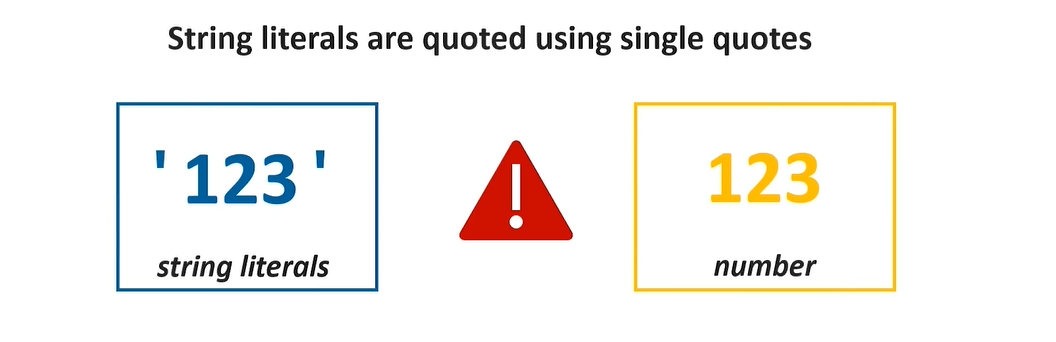 String literals are quoted using single quotes
'123'
string literals
123
number